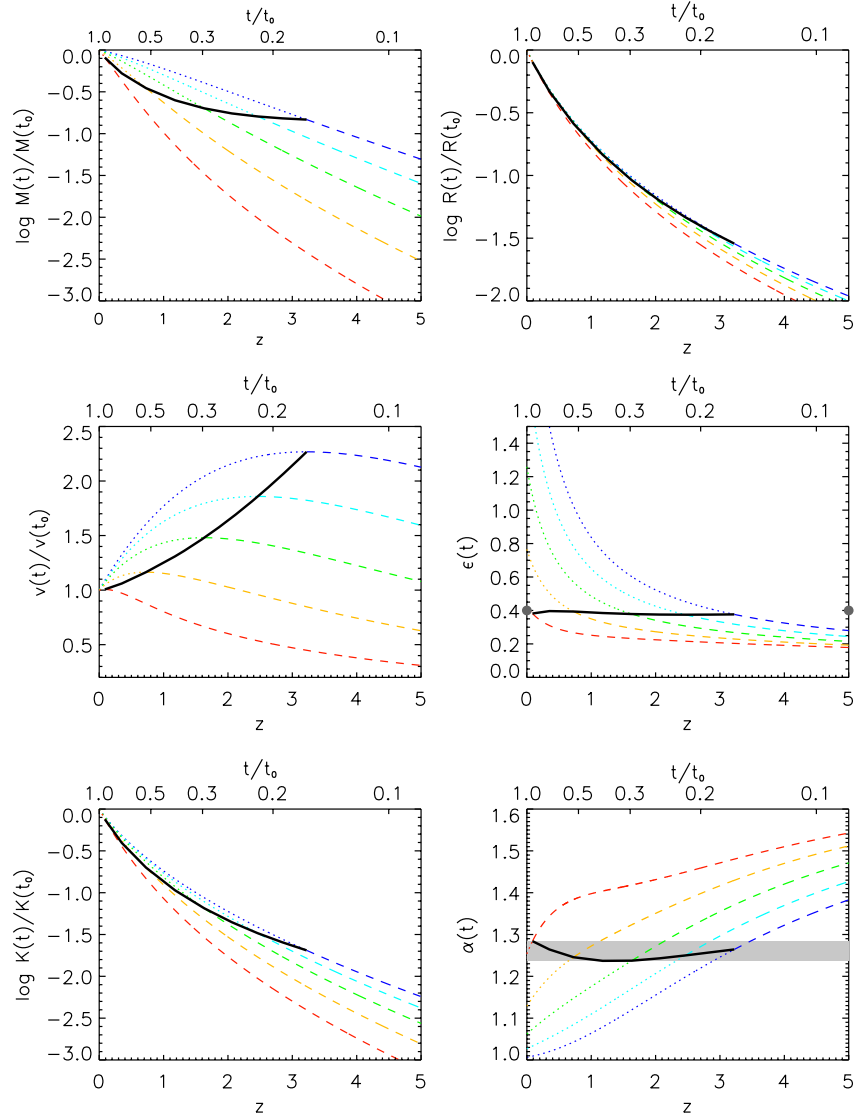 t/t₀
1.0 0.5 0.3 0.2 0.1
log M(t)/M(t₀)
0.0
−0.5
−1.0
−1.5
−2.0
−2.5
−3.0
0 1 2 3 4 5
z
t/t₀
1.0 0.5 0.3 0.2 0.1
log R(t)/R(t₀)
0.0
−0.5
−1.0
−1.5
−2.0
0 1 2 3 4 5
z
t/t₀
1.0 0.5 0.3 0.2 0.1
v(t)/v(t₀)
2.5
2.0
1.5
1.0
0.5
0 1 2 3 4 5
z
t/t₀
1.0 0.5 0.3 0.2 0.1
ϵ(t)
1.4
1.2
1.0
0.8
0.6
0.4
0.2
0.0
0 1 2 3 4 5
z
t/t₀
1.0 0.5 0.3 0.2 0.1
log K(t)/K(t₀)
0.0
−0.5
−1.0
−1.5
−2.0
−2.5
−3.0
0 1 2 3 4 5
z
t/t₀
1.0 0.5 0.3 0.2 0.1
α(t)
1.6
1.5
1.4
1.3
1.2
1.1
1.0
0 1 2 3 4 5
z